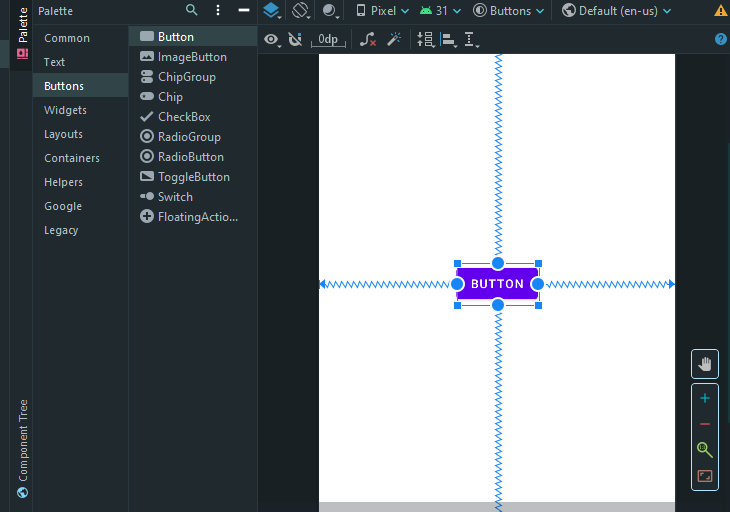 Palette
Palette
Pixel
31
Buttons
Default (en-us)
Common
Text
Buttons
Widgets
Layouts
Containers
Helpers
Google
Legacy
Button
ImageButton
ChipGroup
Chip
CheckBox
RadioGroup
RadioButton
ToggleButton
Switch
FloatingActio...
0dp
BUTTON
Component Tree